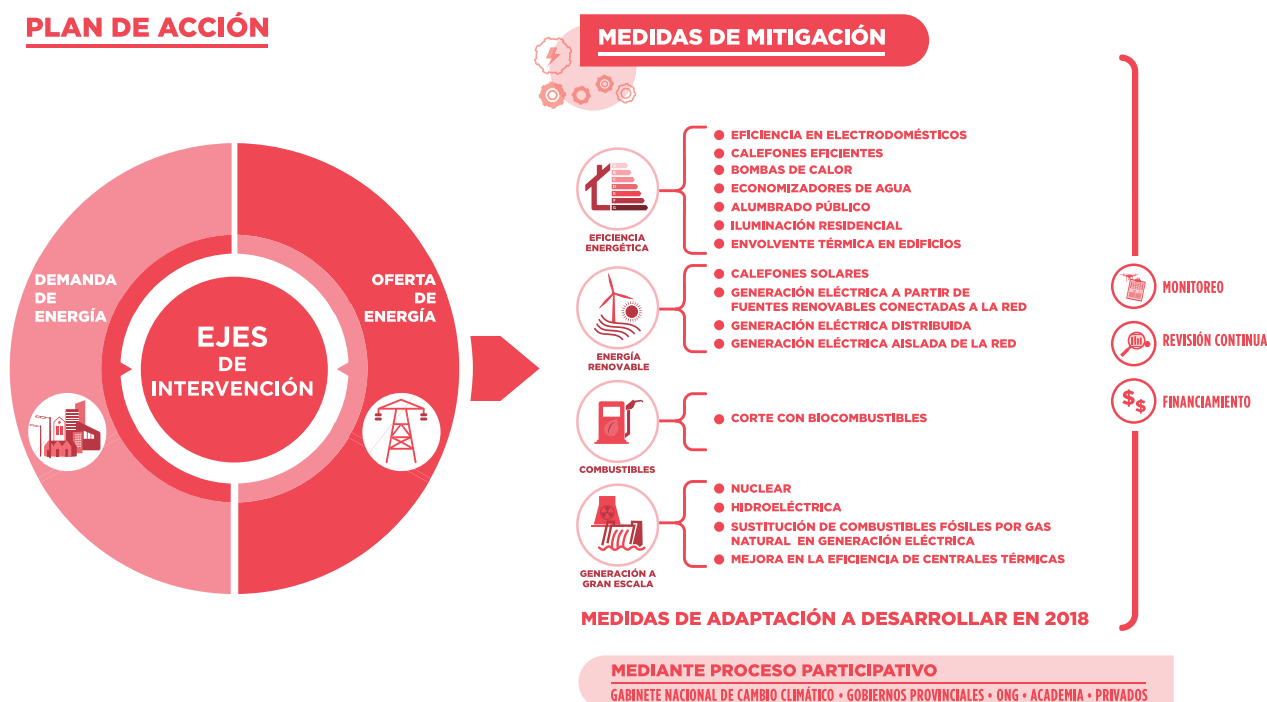 PLAN DE ACCIÓN
DEMANDA
DE
ENERGÍA
OFERTA
DE
ENERGÍA
EJES
DE
INTERVENCIÓN
MEDIDAS DE MITIGACIÓN
EFICIENCIA
ENERGÉTICA
EFICIENCIA EN ELECTRODOMÉSTICOS
CALEFONES EFICIENTES
BOMBAS DE CALOR
ECONOMIZADORES DE AGUA
ALUMBRADO PÚBLICO
ILUMINACIÓN RESIDENCIAL
ENVOLVENTE TÉRMICA EN EDIFICIOS
ENERGÍA
RENOVABLE
CALEFONES SOLARES
GENERACIÓN ELÉCTRICA A PARTIR DE
FUENTES RENOVABLES CONECTADAS A LA RED
GENERACIÓN ELÉCTRICA DISTRIBUIDA
GENERACIÓN ELÉCTRICA AISLADA DE LA RED
COMBUSTIBLES
CORTE CON BIOCOMBUSTIBLES
GENERACIÓN A
GRAN ESCALA
NUCLEAR
HIDROELÉCTRICA
SUSTITUCIÓN DE COMBUSTIBLES FÓSILES POR GAS
NATURAL EN GENERACIÓN ELÉCTRICA
MEJORA EN LA EFICIENCIA DE CENTRALES TÉRMICAS
MONITOREO
REVISIÓN CONTINUA
$$
FINANCIAMIENTO
MEDIDAS DE ADAPTACIÓN A DESARROLLAR EN 2018
MEDIANTE PROCESO PARTICIPATIVO
GABINETE NACIONAL DE CAMBIO CLIMÁTICO • GOBIERNOS PROVINCIALES • ONG • ACADEMIA • PRIVADOS